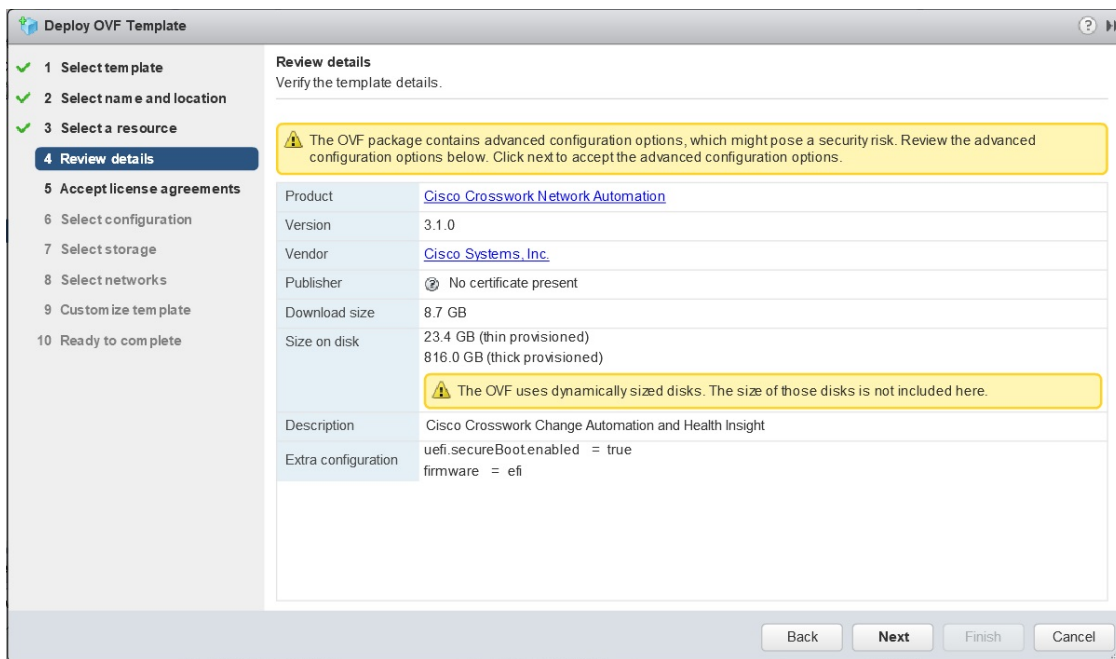 Deploy OVF Template
1 Select template
2 Select name and location
3 Select a resource
4 Review details
5 Accept license agreements
6 Select configuration
7 Select storage
8 Select networks
9 Customize template
10 Ready to complete
Review details
Verify the template details.
The OVF package contains advanced configuration options, which might pose a security risk. Review the advanced
configuration options below. Click next to accept the advanced configuration options.
Product Cisco Crosswork Network Automation
Version 3.1.0
Vendor Cisco Systems, Inc.
Publisher No certificate present
Download size 8.7 GB
Size on disk 23.4 GB (thin provisioned)
816.0 GB (thick provisioned)
The OVF uses dynamically sized disks. The size of those disks is not included here.
Description Cisco Crosswork Change Automation and Health Insight
Extra configuration uefi.secureBoot.enabled = true
firmware = efi
Back Next Finish Cancel